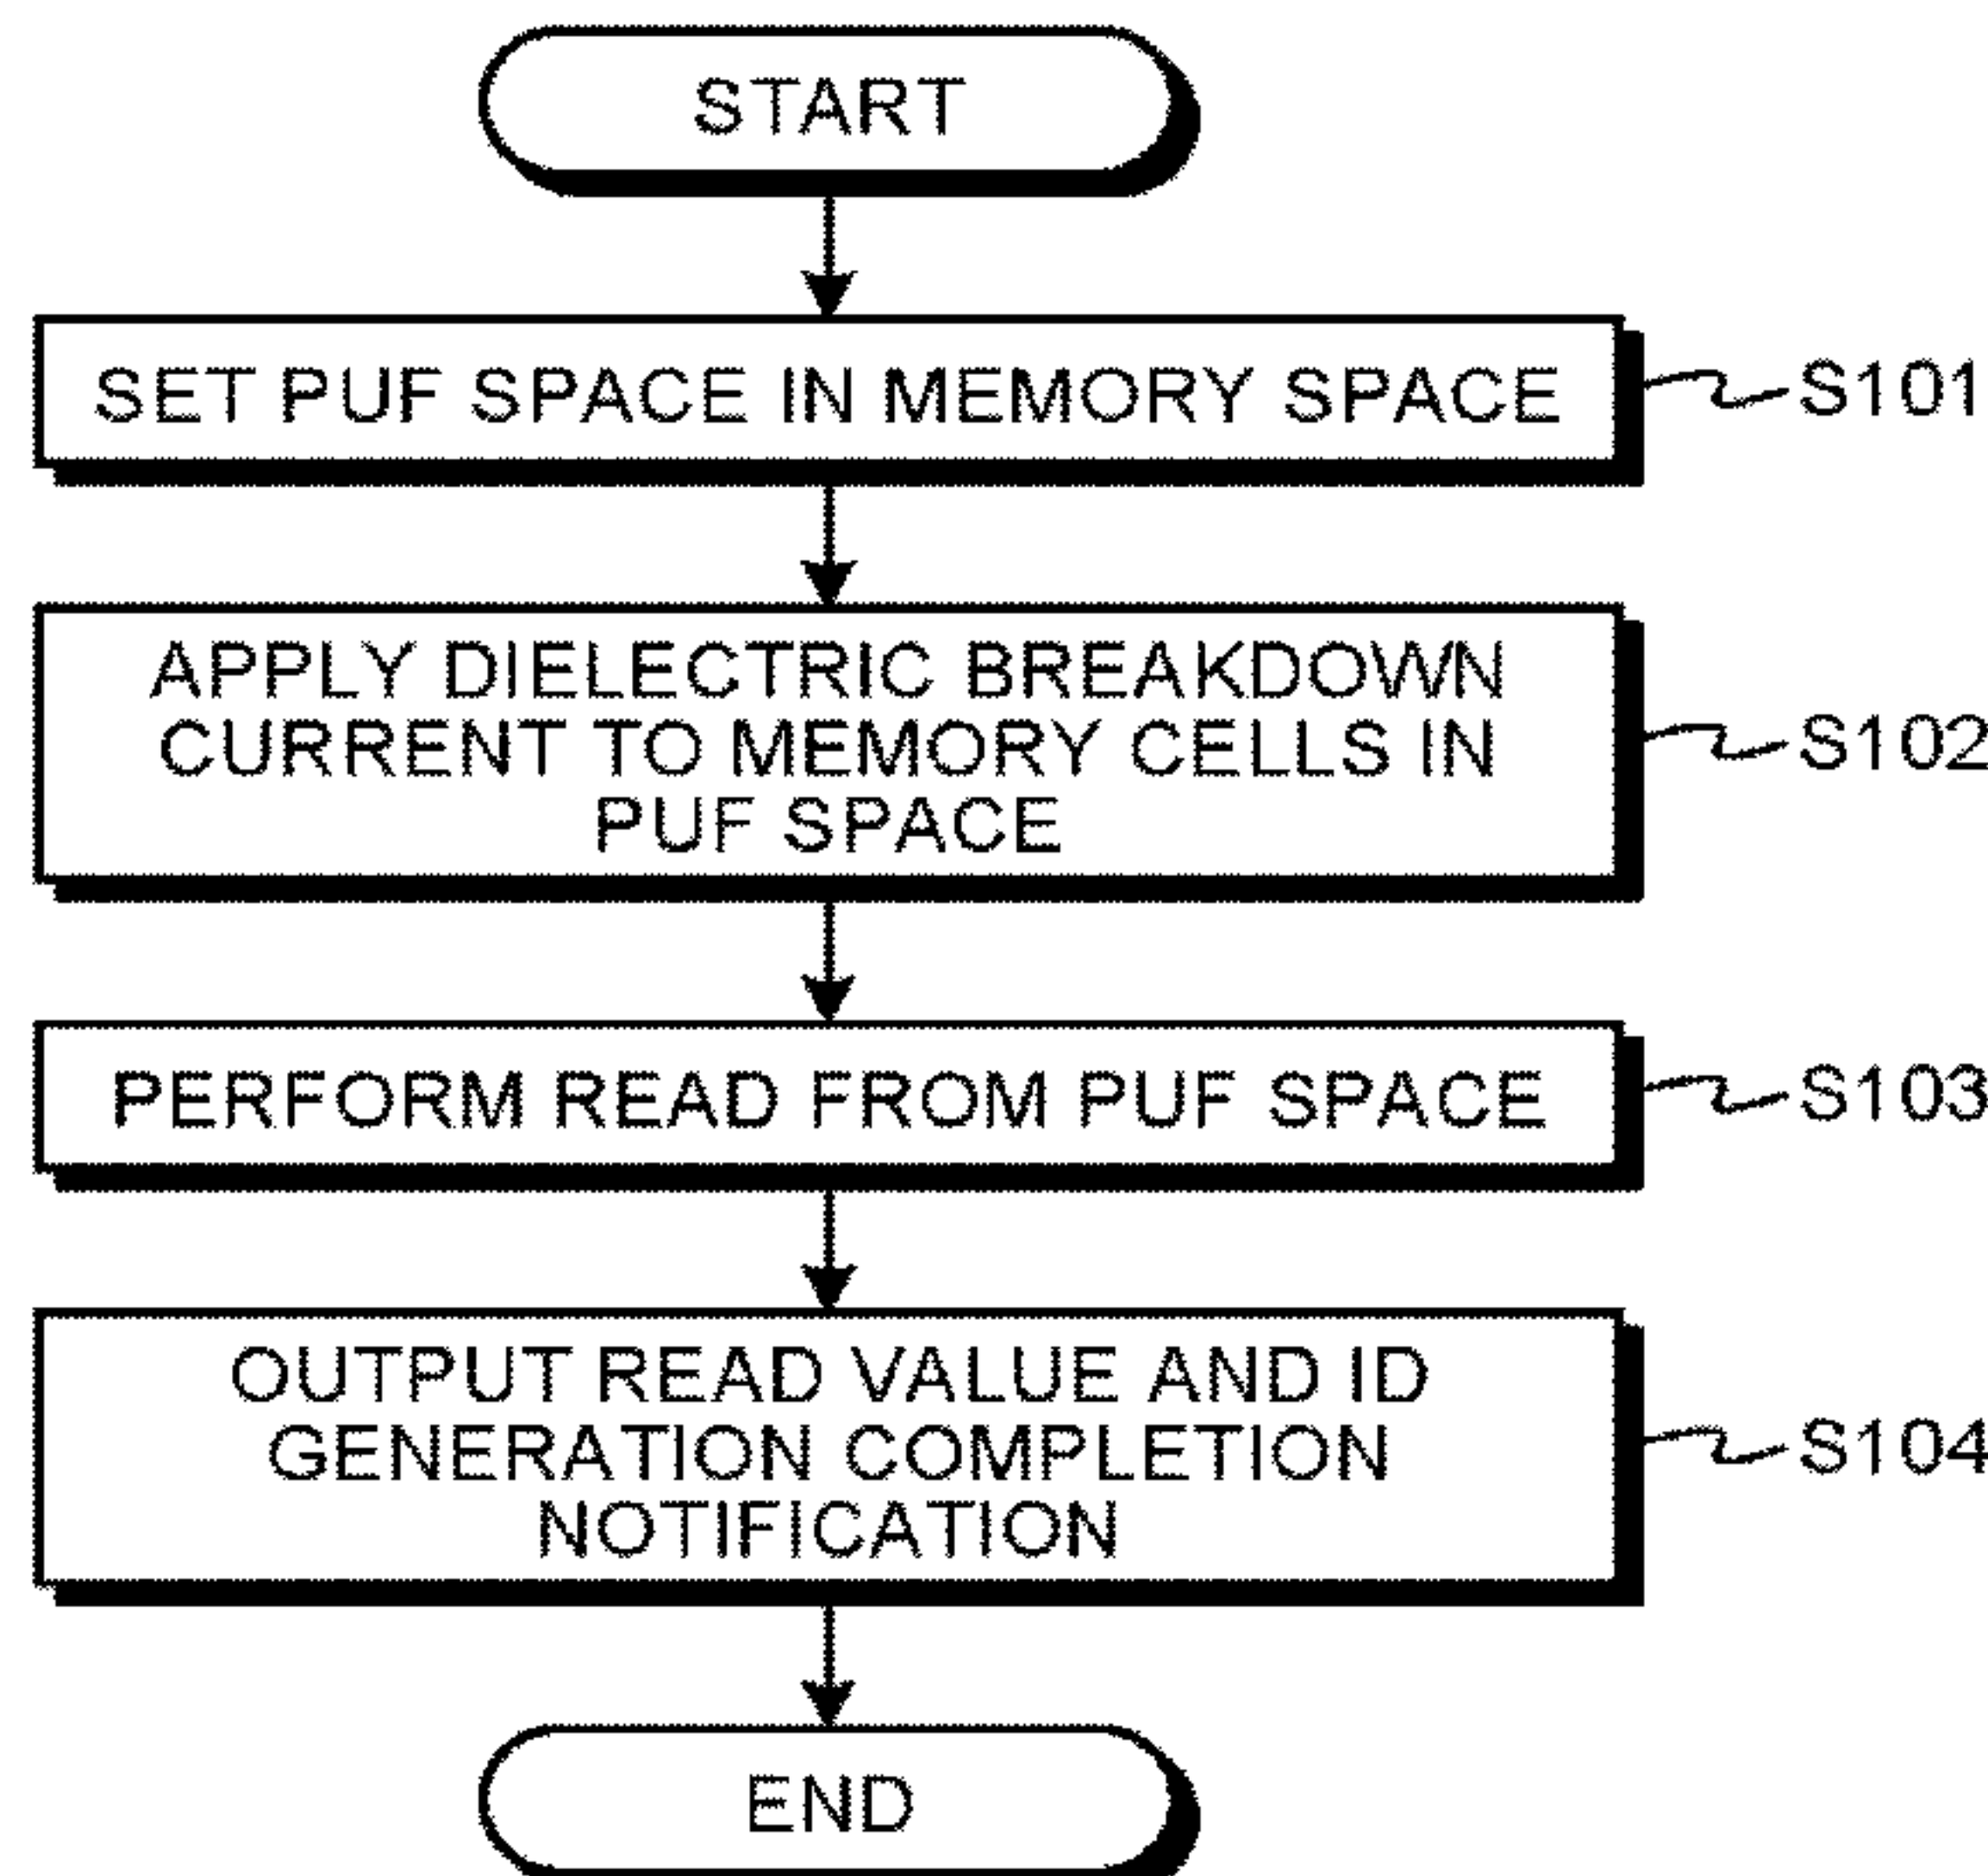 START
SET PUF SPACE IN MEMORY SPACE
S101
APPLY DIELECTRIC BREAKDOWN
CURRENT TO MEMORY CELLS IN
PUF SPACE
S102
PERFORM READ FROM PUF SPACE
S103
OUTPUT READ VALUE AND ID
GENERATION COMPLETION
NOTIFICATION
S104
END